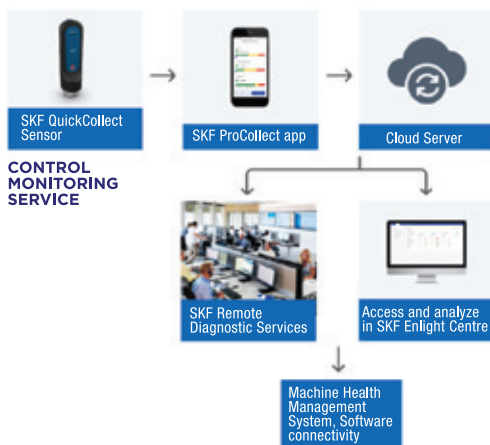 SKF QuickCollect
Sensor
SKF ProCollect app
Cloud Server
CONTROL
MONITORING
SERVICE
SKF Remote
Diagnostic Services
Access and analyze
in SKF Enlight Centre
Machine Health
Management
System, Software
connectivity